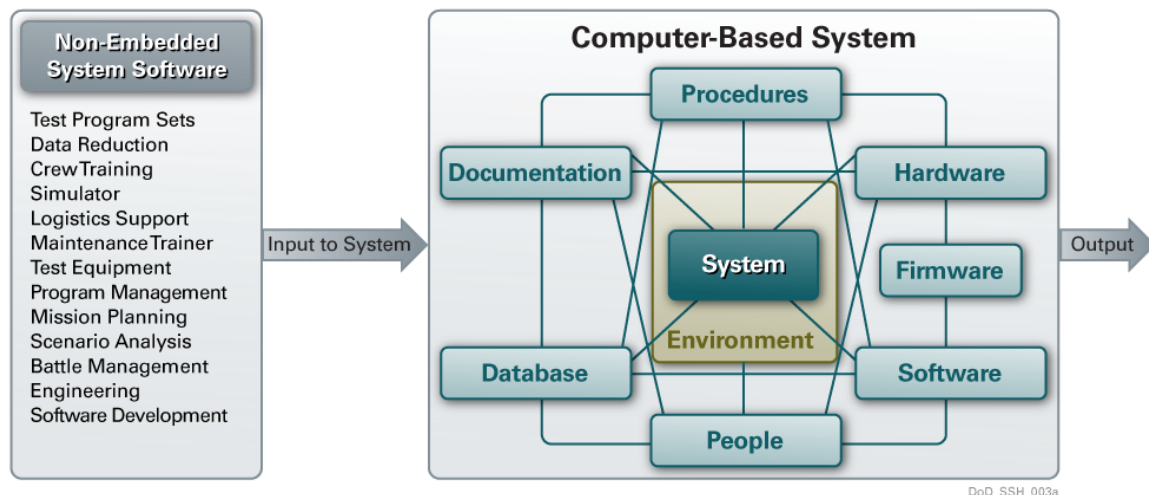 Non-Embedded
System Software
Test Program Sets
Data Reduction
Crew Training
Simulator
Logistics Support
Maintenance Trainer
Test Equipment
Program Management
Mission Planning
Scenario Analysis
Battle Management
Engineering
Software Development
Input to System
Computer-Based System
Procedures
Documentation
Hardware
System
Firmware
Environment
Database
Software
People
Output
DoD_SSH_003a